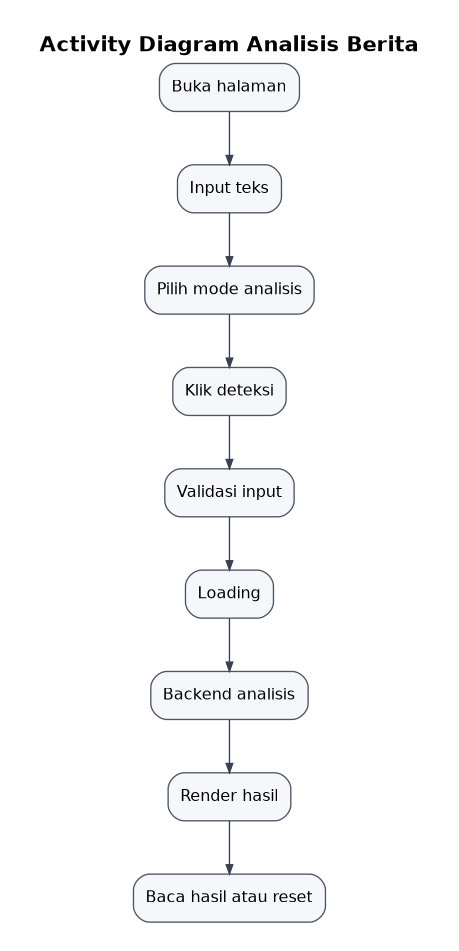 Activity Diagram Analisis Berita
Buka halaman
Input teks
Pilih mode analisis
Klik deteksi
Validasi input
Loading
Backend analisis
Render hasil
Baca hasil atau reset